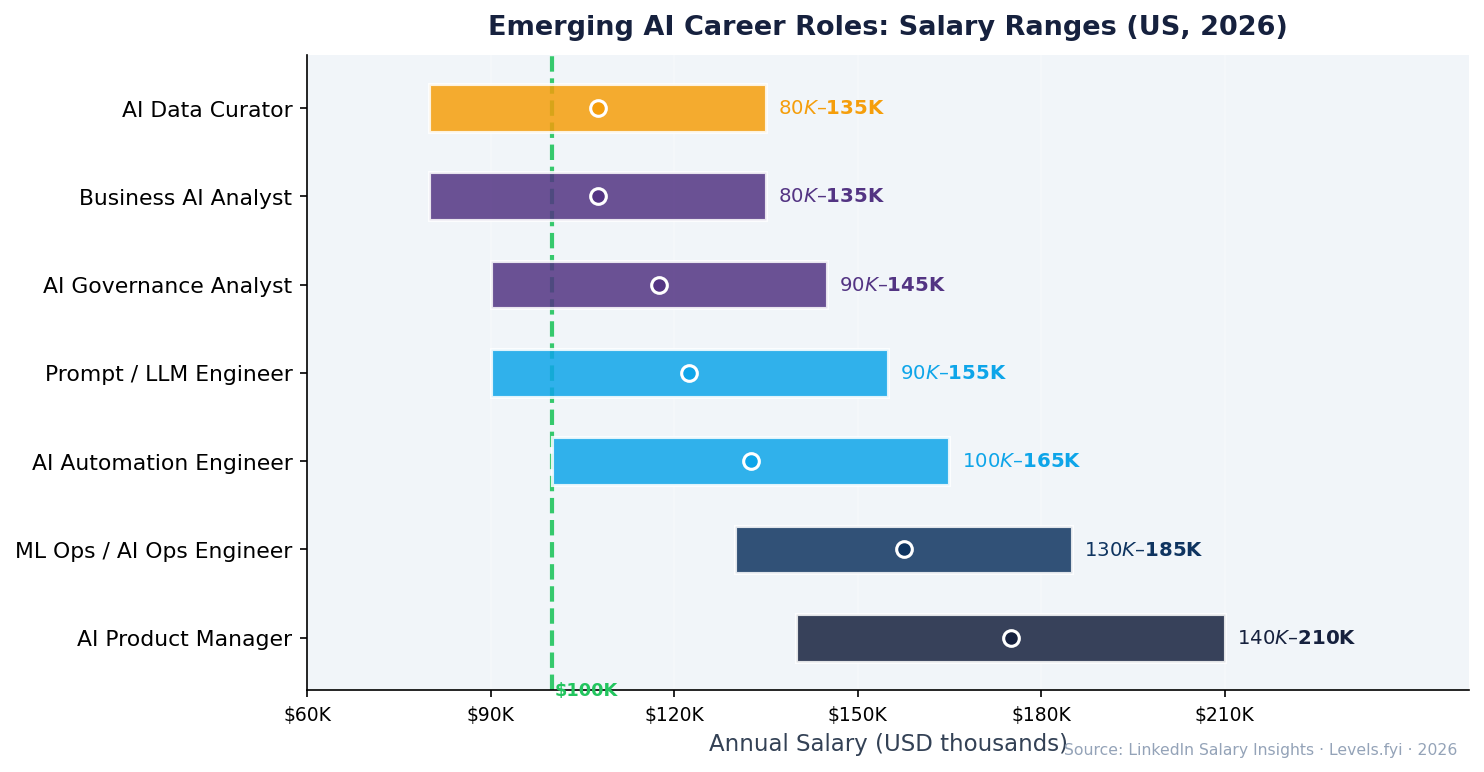 Emerging AI Career Roles: Salary Ranges (US, 2026)
AI Data Curator
80K–135K
Business AI Analyst
80K–135K
AI Governance Analyst
90K–145K
Prompt / LLM Engineer
90K–155K
AI Automation Engineer
100K–165K
ML Ops / AI Ops Engineer
130K–185K
AI Product Manager
140K–210K
$100K
$60K $90K $120K $150K $180K $210K
Annual Salary (USD thousands)
Source: LinkedIn Salary Insights · Levels.fyi · 2026